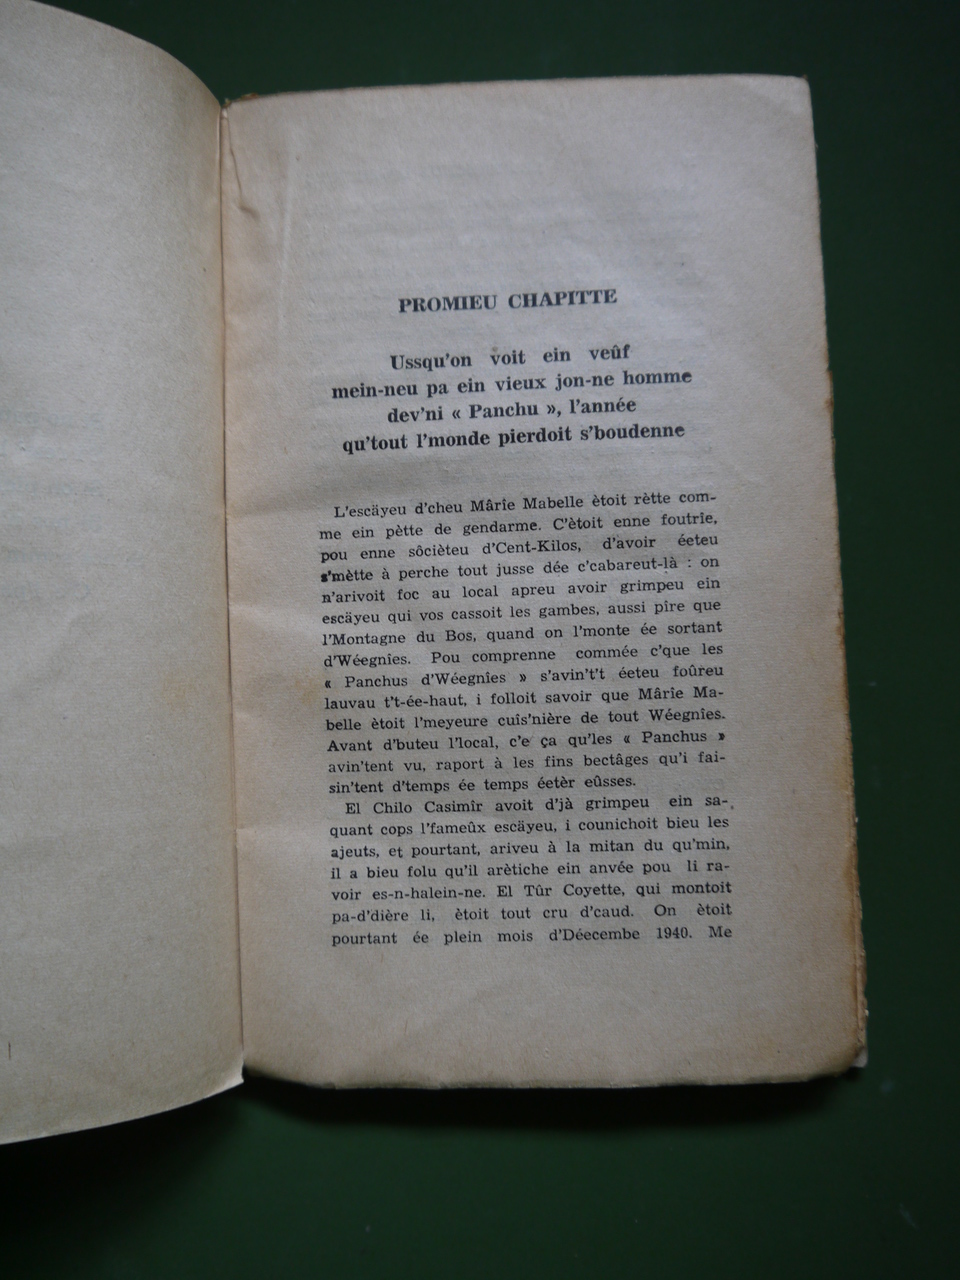 PROMIEU CHAPITTE
Ussqu'on voit ein veûf
mein-neu pa ein vieux jon-ne homme
dev'ni « Panchu », l'année
qu'tout l'monde pierdoit s'boudenne
L'escäyeu d'cheu Mârîe Mabelle ètoit rètte com-
me ein pètte de gendarme. C'ètoit enne foutrîe,
pou enne sôcièteu d'Cent-Kilos, d'avoir éeteu
s'mètte à perche tout jusse dée c'cabareut-là : on
n'arivoit foc au local apreu avoir grimpeu ein
escäyeu qui vos cassoit les gambes, aussi pîre que
l'Montagne du Bos, quand on l'monte ée sortant
d'Wéegnîes. Pou comprenne commée c'que les
« Panchus d'Wéegnîes » s'avin't't éeteu foûreu
lauvau t't-ée-haut, i folloit savoir que Mârîe Ma-
belle ètoit l'meyeure cuîs'nière de tout Wéegnîes.
Avant d'buteu l'local, c'e ça qu'les « Panchus »
avin'tent vu, raport à les fins bectâges qu'i fai-
sin'tent d'temps ée temps éetèr eûsses.
El Chilo Casimîr avoit d'jà grimpeu ein sa-
quant cops l'fameûx escäyeu, i counichoit bieu les
ajeuts, et pourtant, ariveu à la mitan du qu'min,
il a bieu folu qu'il arètiche ein anvée pou li ra-
voir es-n-halein-ne. El Tûr Coyette, qui montoit
pa-d'dière li, ètoit tout cru d'caud. On ètoit
pourtant ée plein mois d'Déecembe 1940. Me